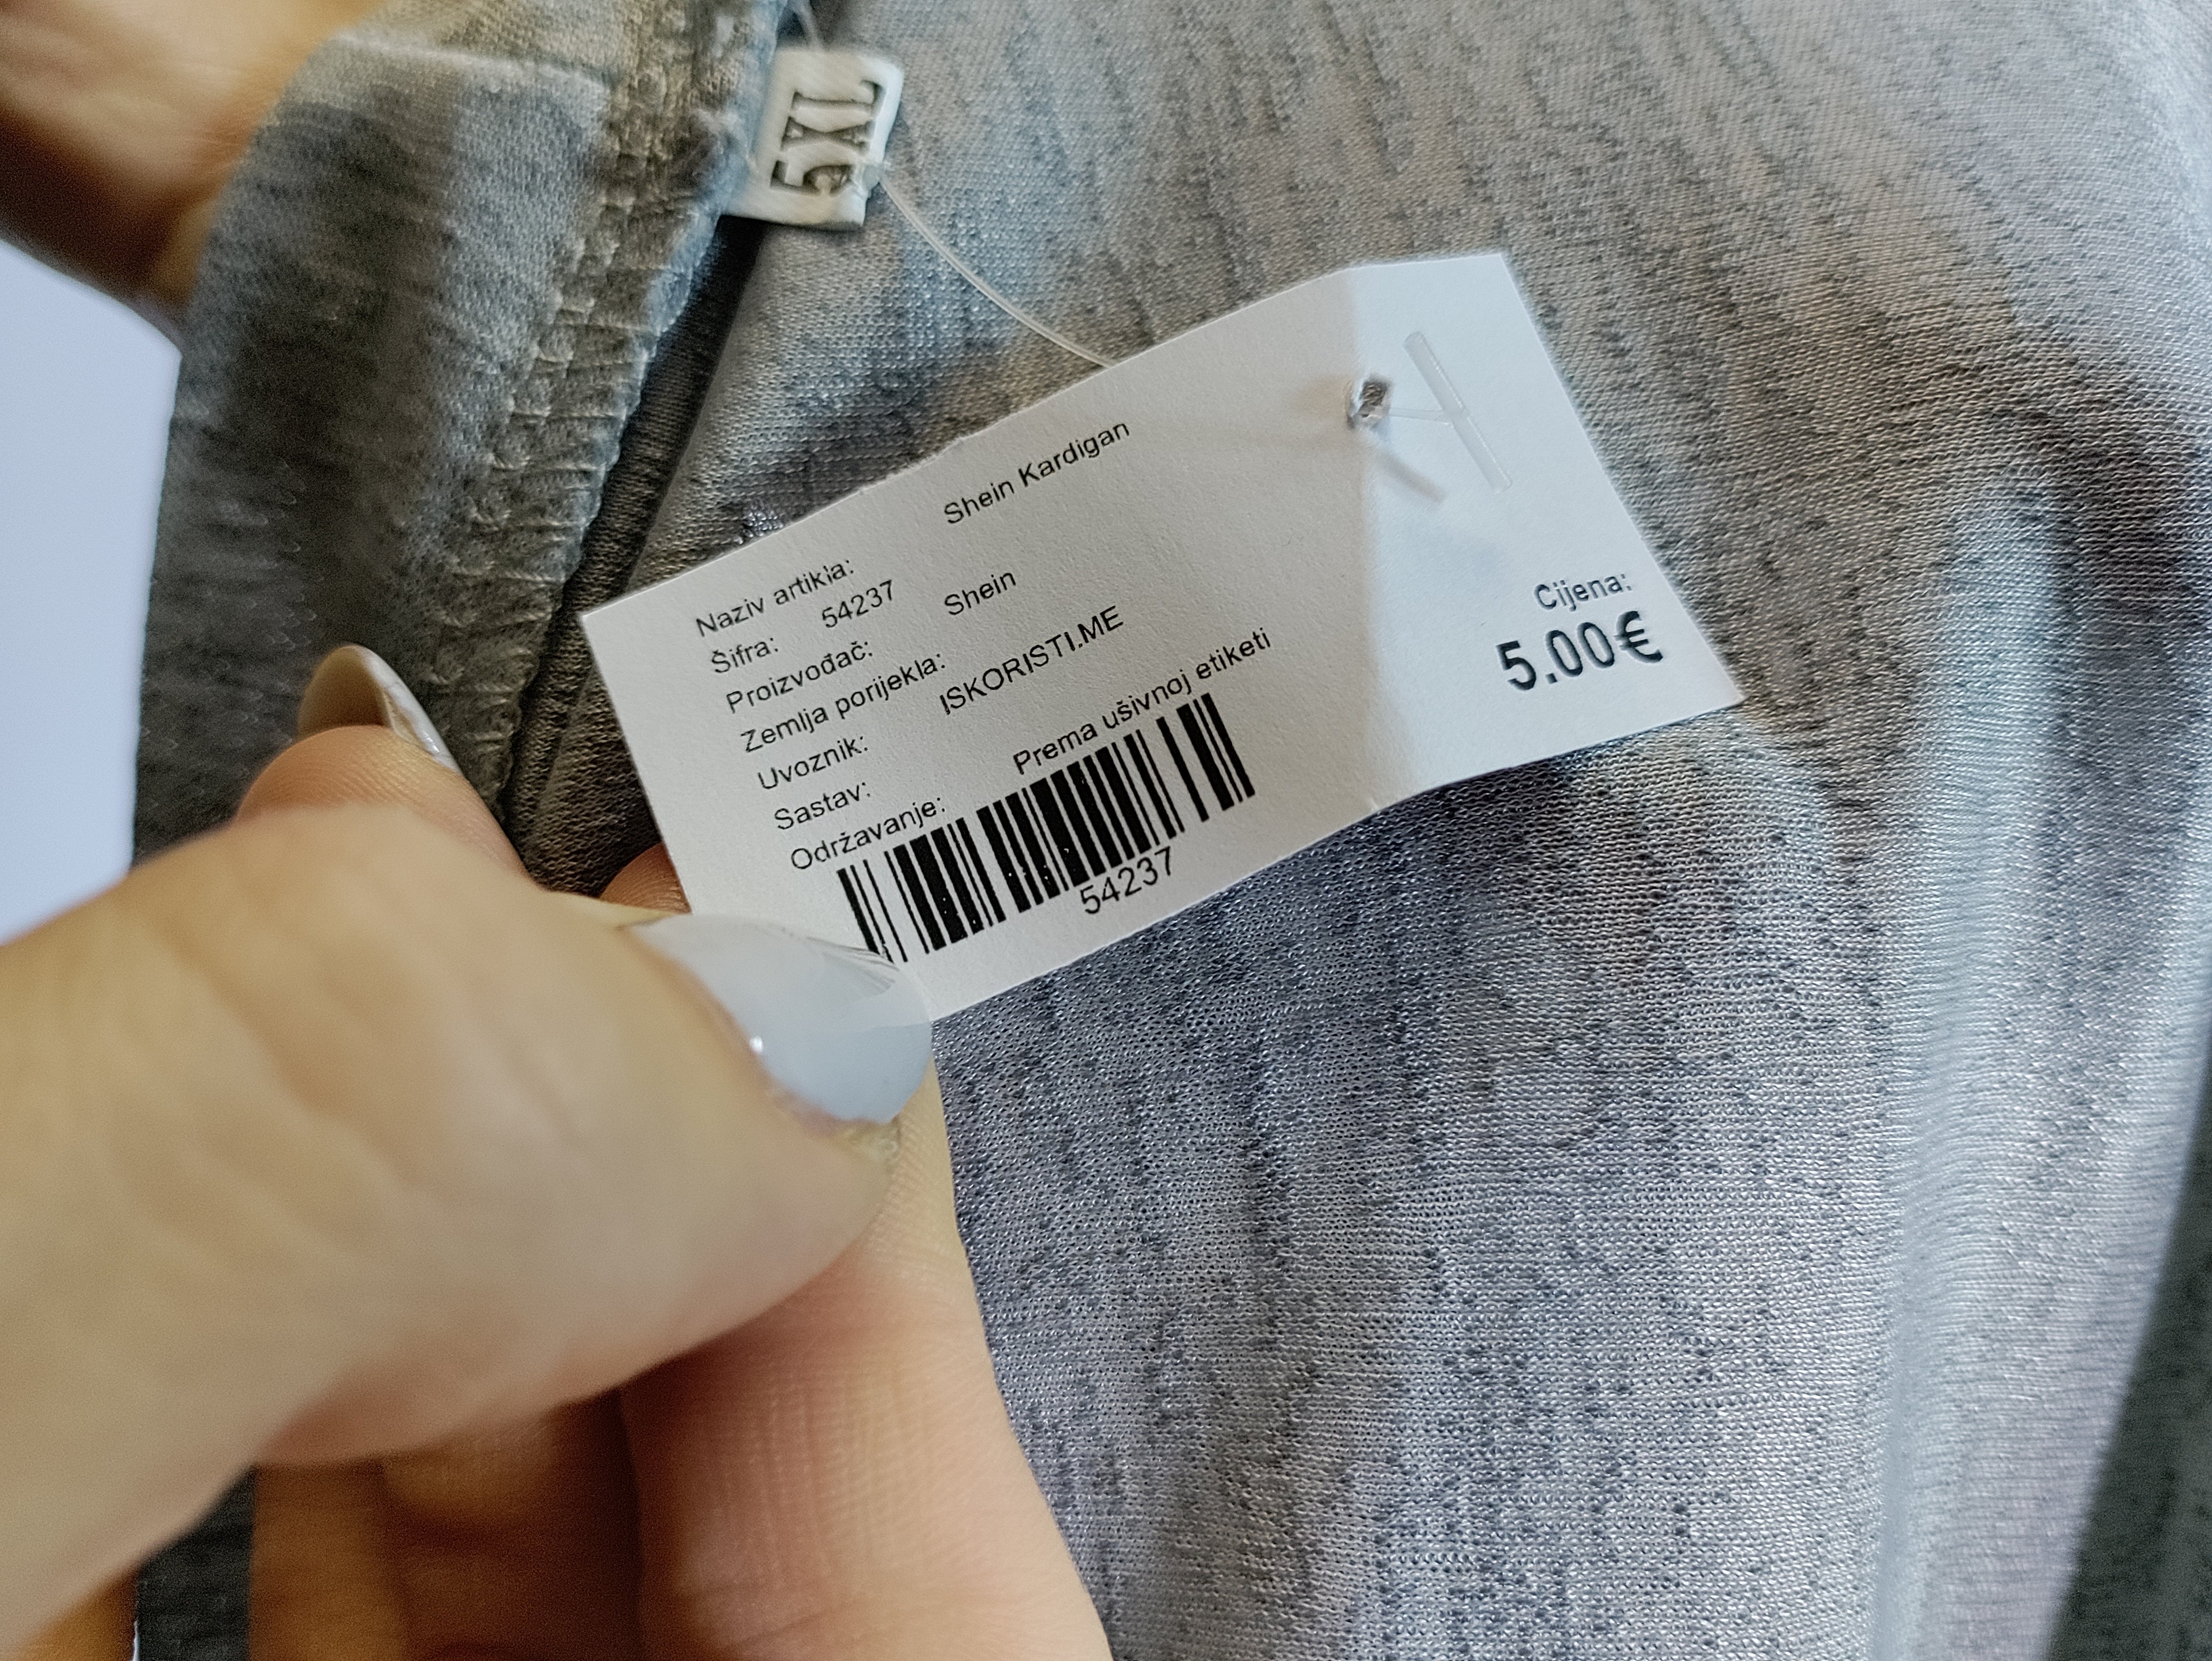 5XL
Naziv artikla: Shein Kardigan
Šifra: 54237
Proizvođač: Shein
Zemlja porijekla:
Uvoznik: ISKORISTI.ME
Sastav:
Održavanje: Prema ušivnoj etiketi
54237
Cijena:
5.00€